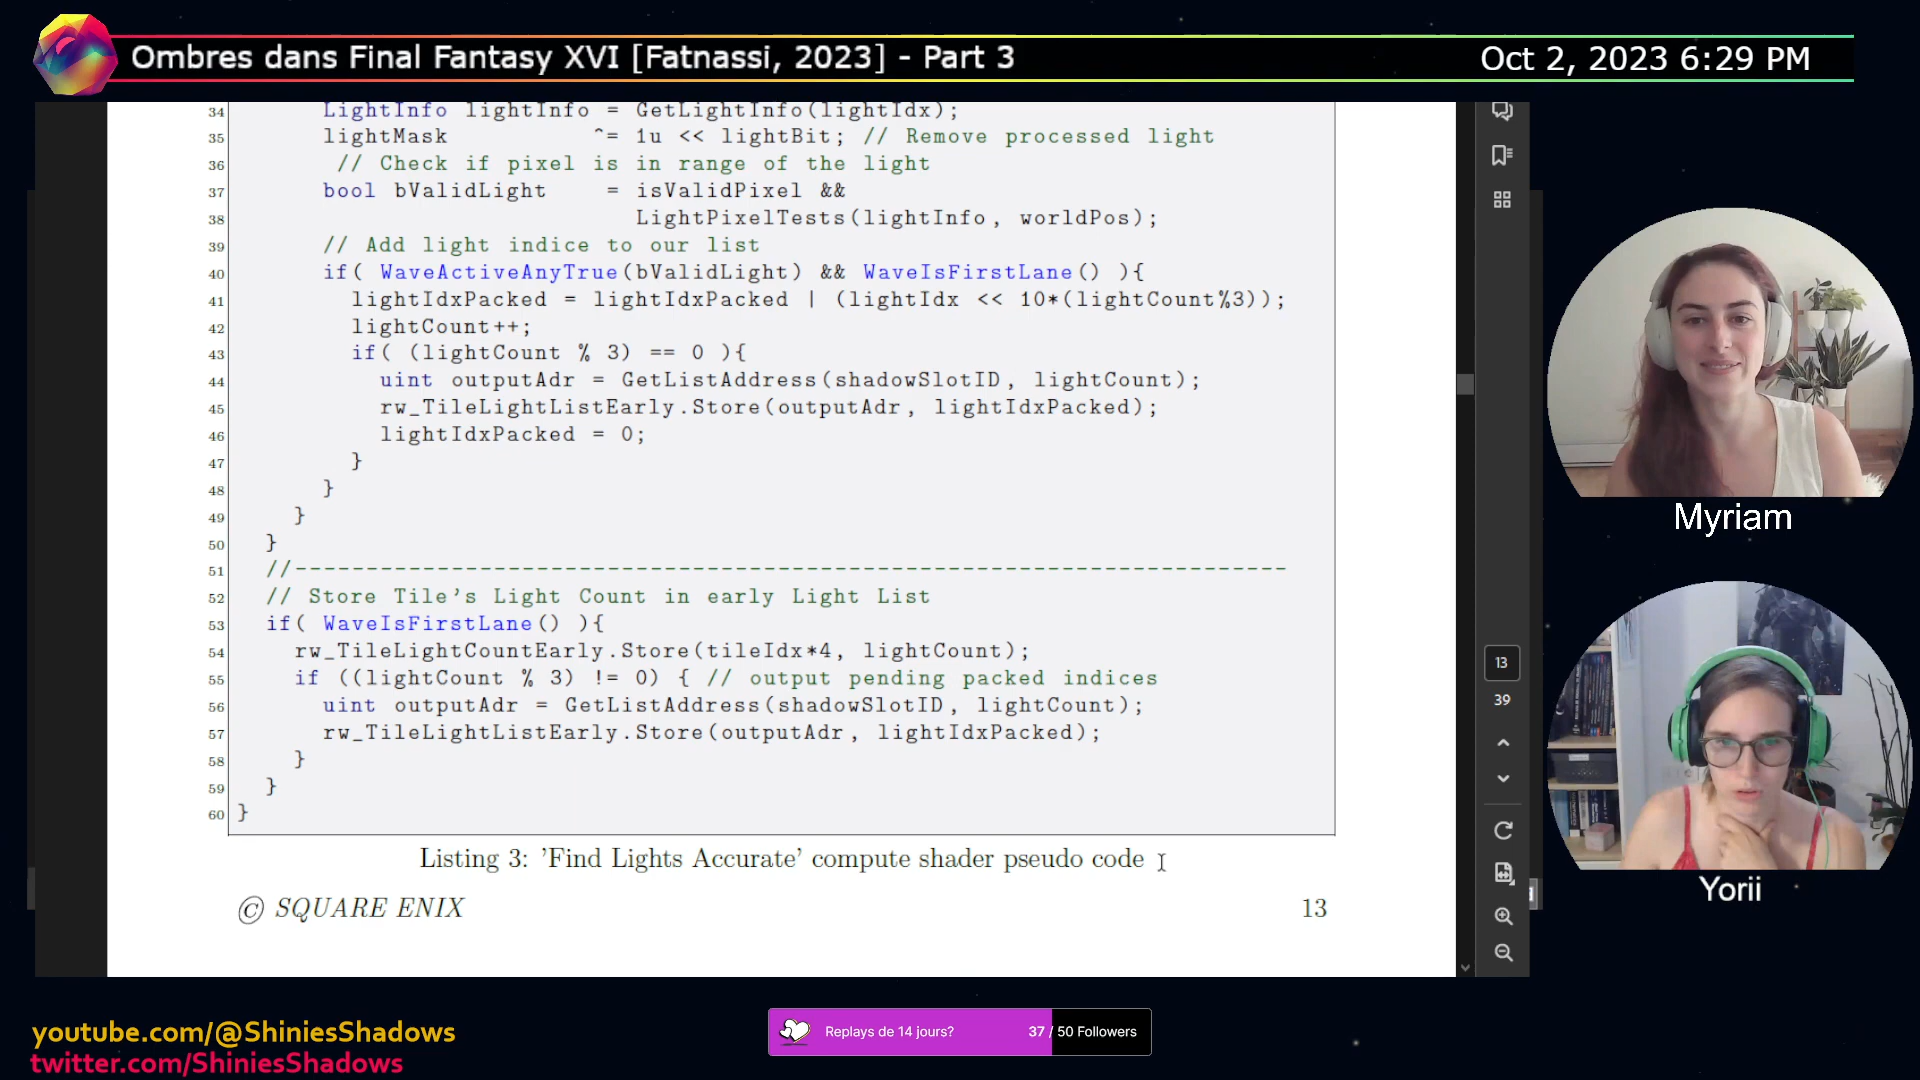 Ombres dans Final Fantasy XVI [Fatnassi, 2023] - Part 3
Oct 2, 2023 6:29 PM
34 LightInfo lightInfo = GetLightInfo(lightIdx);
35 lightMask ^= 1u << lightBit; // Remove processed light
36 // Check if pixel is in range of the light
37 bool bValidLight = isValidPixel &&
38 LightPixelTests(lightInfo, worldPos);
39 // Add light indice to our list
40 if( WaveActiveAnyTrue(bValidLight) && WaveIsFirstLane() ){
41 lightIdxPacked = lightIdxPacked | (lightIdx << 10*(lightCount%3));
42 lightCount++;
43 if( (lightCount % 3) == 0 ){
44 uint outputAdr = GetListAddress(shadowSlotID, lightCount);
45 rw_TileLightListEarly.Store(outputAdr, lightIdxPacked);
46 lightIdxPacked = 0;
47 }
48 }
49 }
50 }
51 //----------------------------------------------------------------------
52 // Store Tile's Light Count in early Light List
53 if( WaveIsFirstLane() ){
54 rw_TileLightCountEarly.Store(tileIdx*4, lightCount);
55 if ((lightCount % 3) != 0) { // output pending packed indices
56 uint outputAdr = GetListAddress(shadowSlotID, lightCount);
57 rw_TileLightListEarly.Store(outputAdr, lightIdxPacked);
58 }
59 }
60 }
Listing 3: 'Find Lights Accurate' compute shader pseudo code
© SQUARE ENIX 13
13
39
Myriam
Yorii
youtube.com/@ShiniesShadows
twitter.com/ShiniesShadows
Replays de 14 jours? 37 / 50 Followers